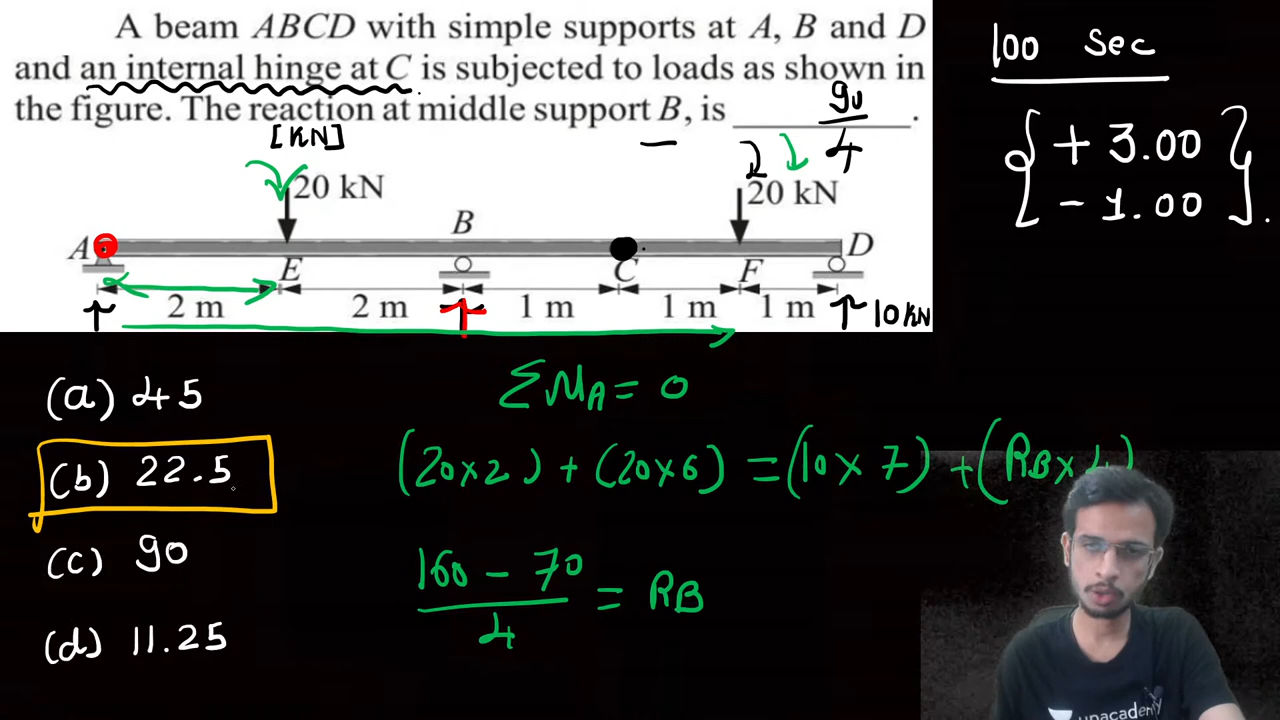 A beam ABCD with simple supports at A, B and D
and an internal hinge at C is subjected to loads as shown in
the figure. The reaction at middle support B, is ________.
90
4
[KN]
20 kN
20 kN
A
E
B
C
F
D
2 m
2 m
1 m
1 m
1 m
10 KN
100 Sec
{ + 3.00 }
{ - 1.00 }.
(a) 45
(b) 22.5
(c) 90
(d) 11.25
ΣMA = 0
(20×2) + (20×6) = (10×7) + (RB×4)
160 - 70
4
= RB
unacademy